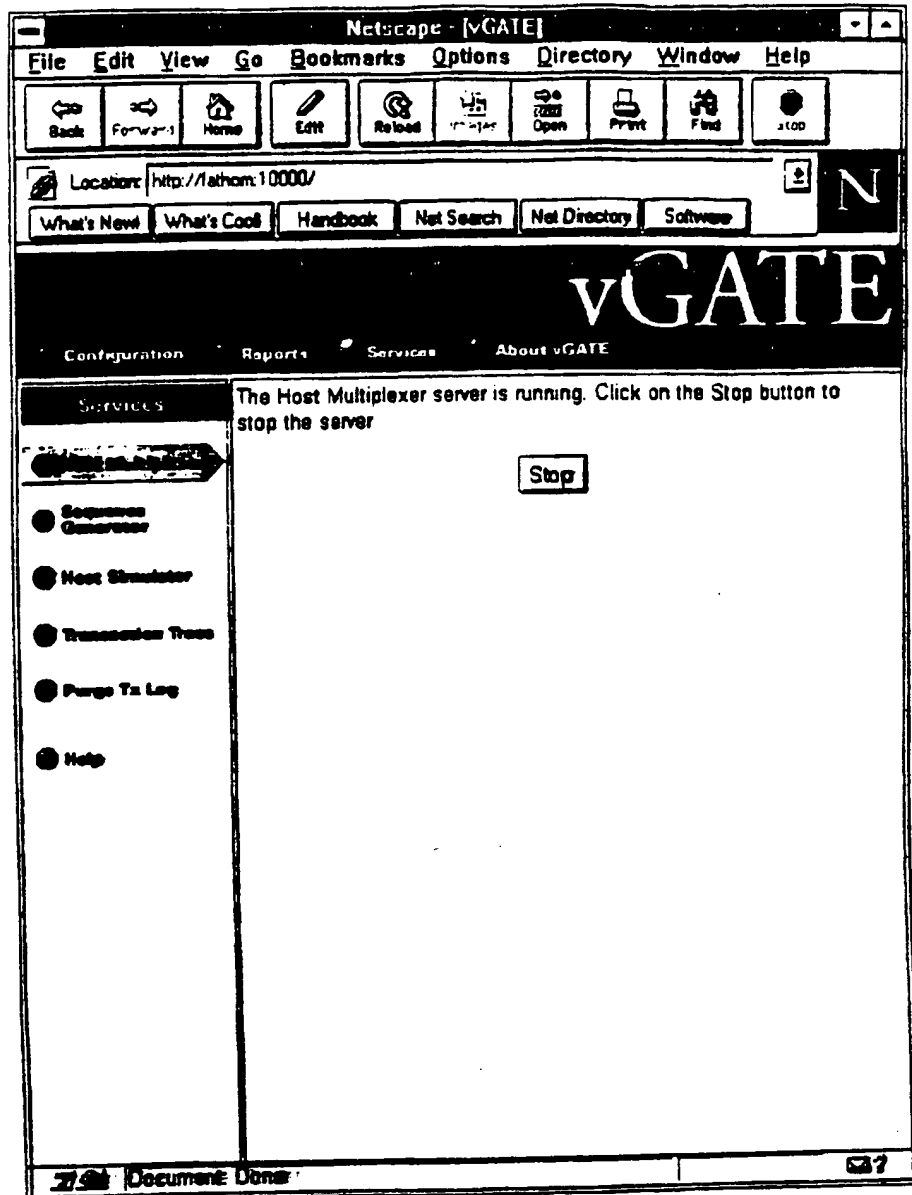 Netscape - [vGATE]
File Edit View Go Bookmarks Options Directory Window Help
Back Forward Home Edit Reload Images Open Print Find Stop
Location: http://fathom:10000/
N
What's New! What's Cool! Handbook Net Search Net Directory Software
vGATE
Configuration Reports Services About vGATE
Services
The Host Multiplexer server is running. Click on the Stop button to
stop the server
Stop
Sequence
Generator
Host Simulator
Transaction Trace
Purge Tx Log
Help
Document: Done
?